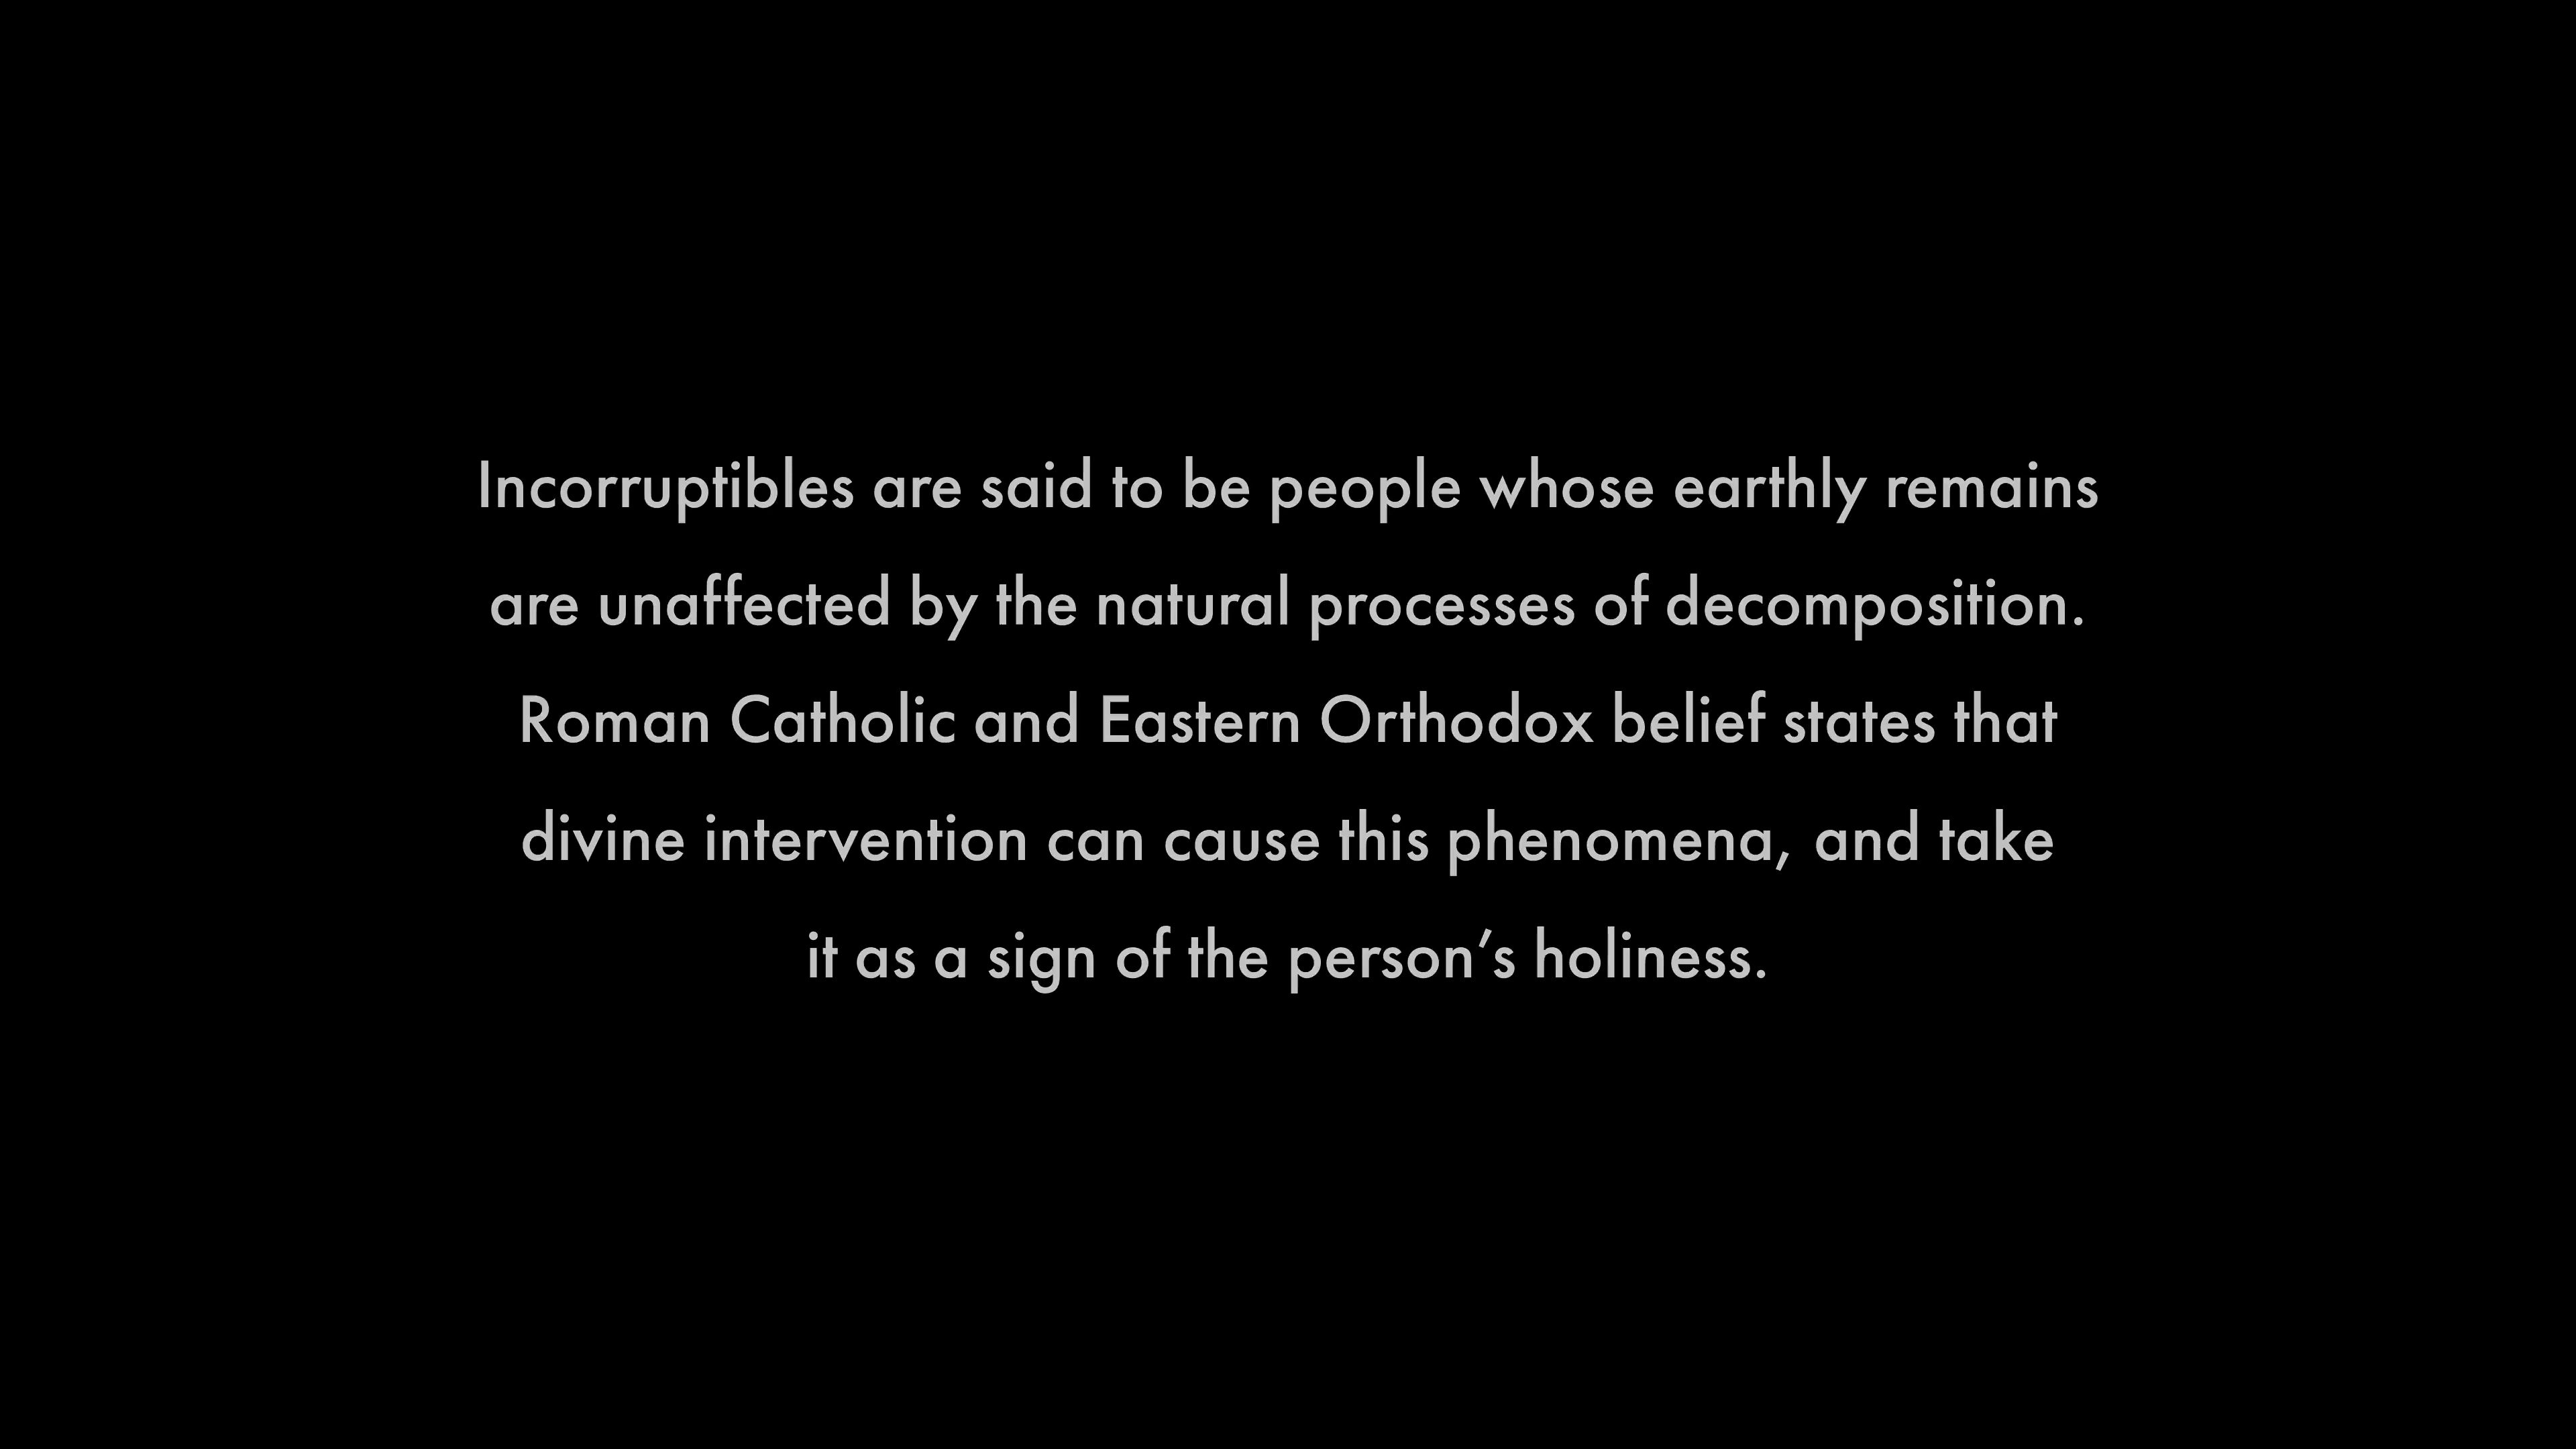 Incorruptibles are said to be people whose earthly remains
are unaffected by the natural processes of decomposition.
Roman Catholic and Eastern Orthodox belief states that
divine intervention can cause this phenomena, and take
it as a sign of the person’s holiness.